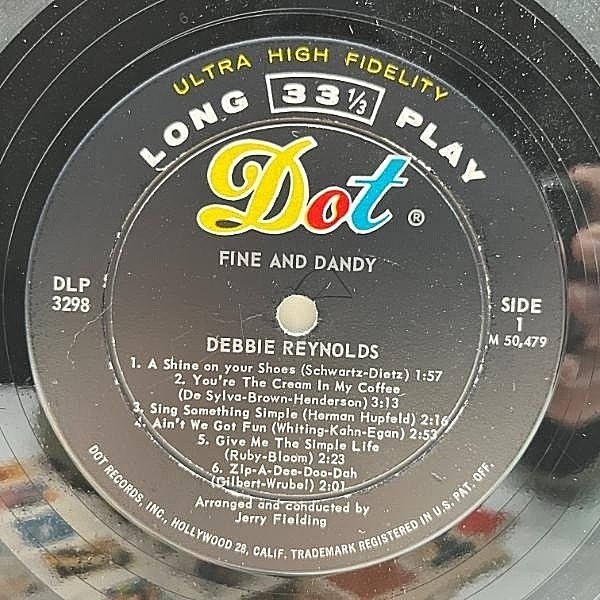 ULTRA HIGH FIDELITY
LONG 33 1/3 PLAY
Dot ®
FINE AND DANDY
DLP
3298
SIDE
1
M 50,479
DEBBIE REYNOLDS
1. A Shine on your Shoes (Schwartz-Dietz) 1:57
2. You're The Cream In My Coffee
(De Sylva-Brown-Henderson) 3:13
3. Sing Something Simple (Herman Hupfeld) 2:16
4. Ain't We Got Fun (Whiting-Kahn-Egan) 2:53
5. Give Me The Simple Life
(Ruby-Bloom) 2:23
6. Zip-A-Dee-Doo-Dah
(Gilbert-Wrubel) 2:01
Arranged and conducted by
Jerry Fielding
DOT RECORDS, INC., HOLLYWOOD 28, CALIF. TRADEMARK REGISTERED IN U.S. PAT. OFF.